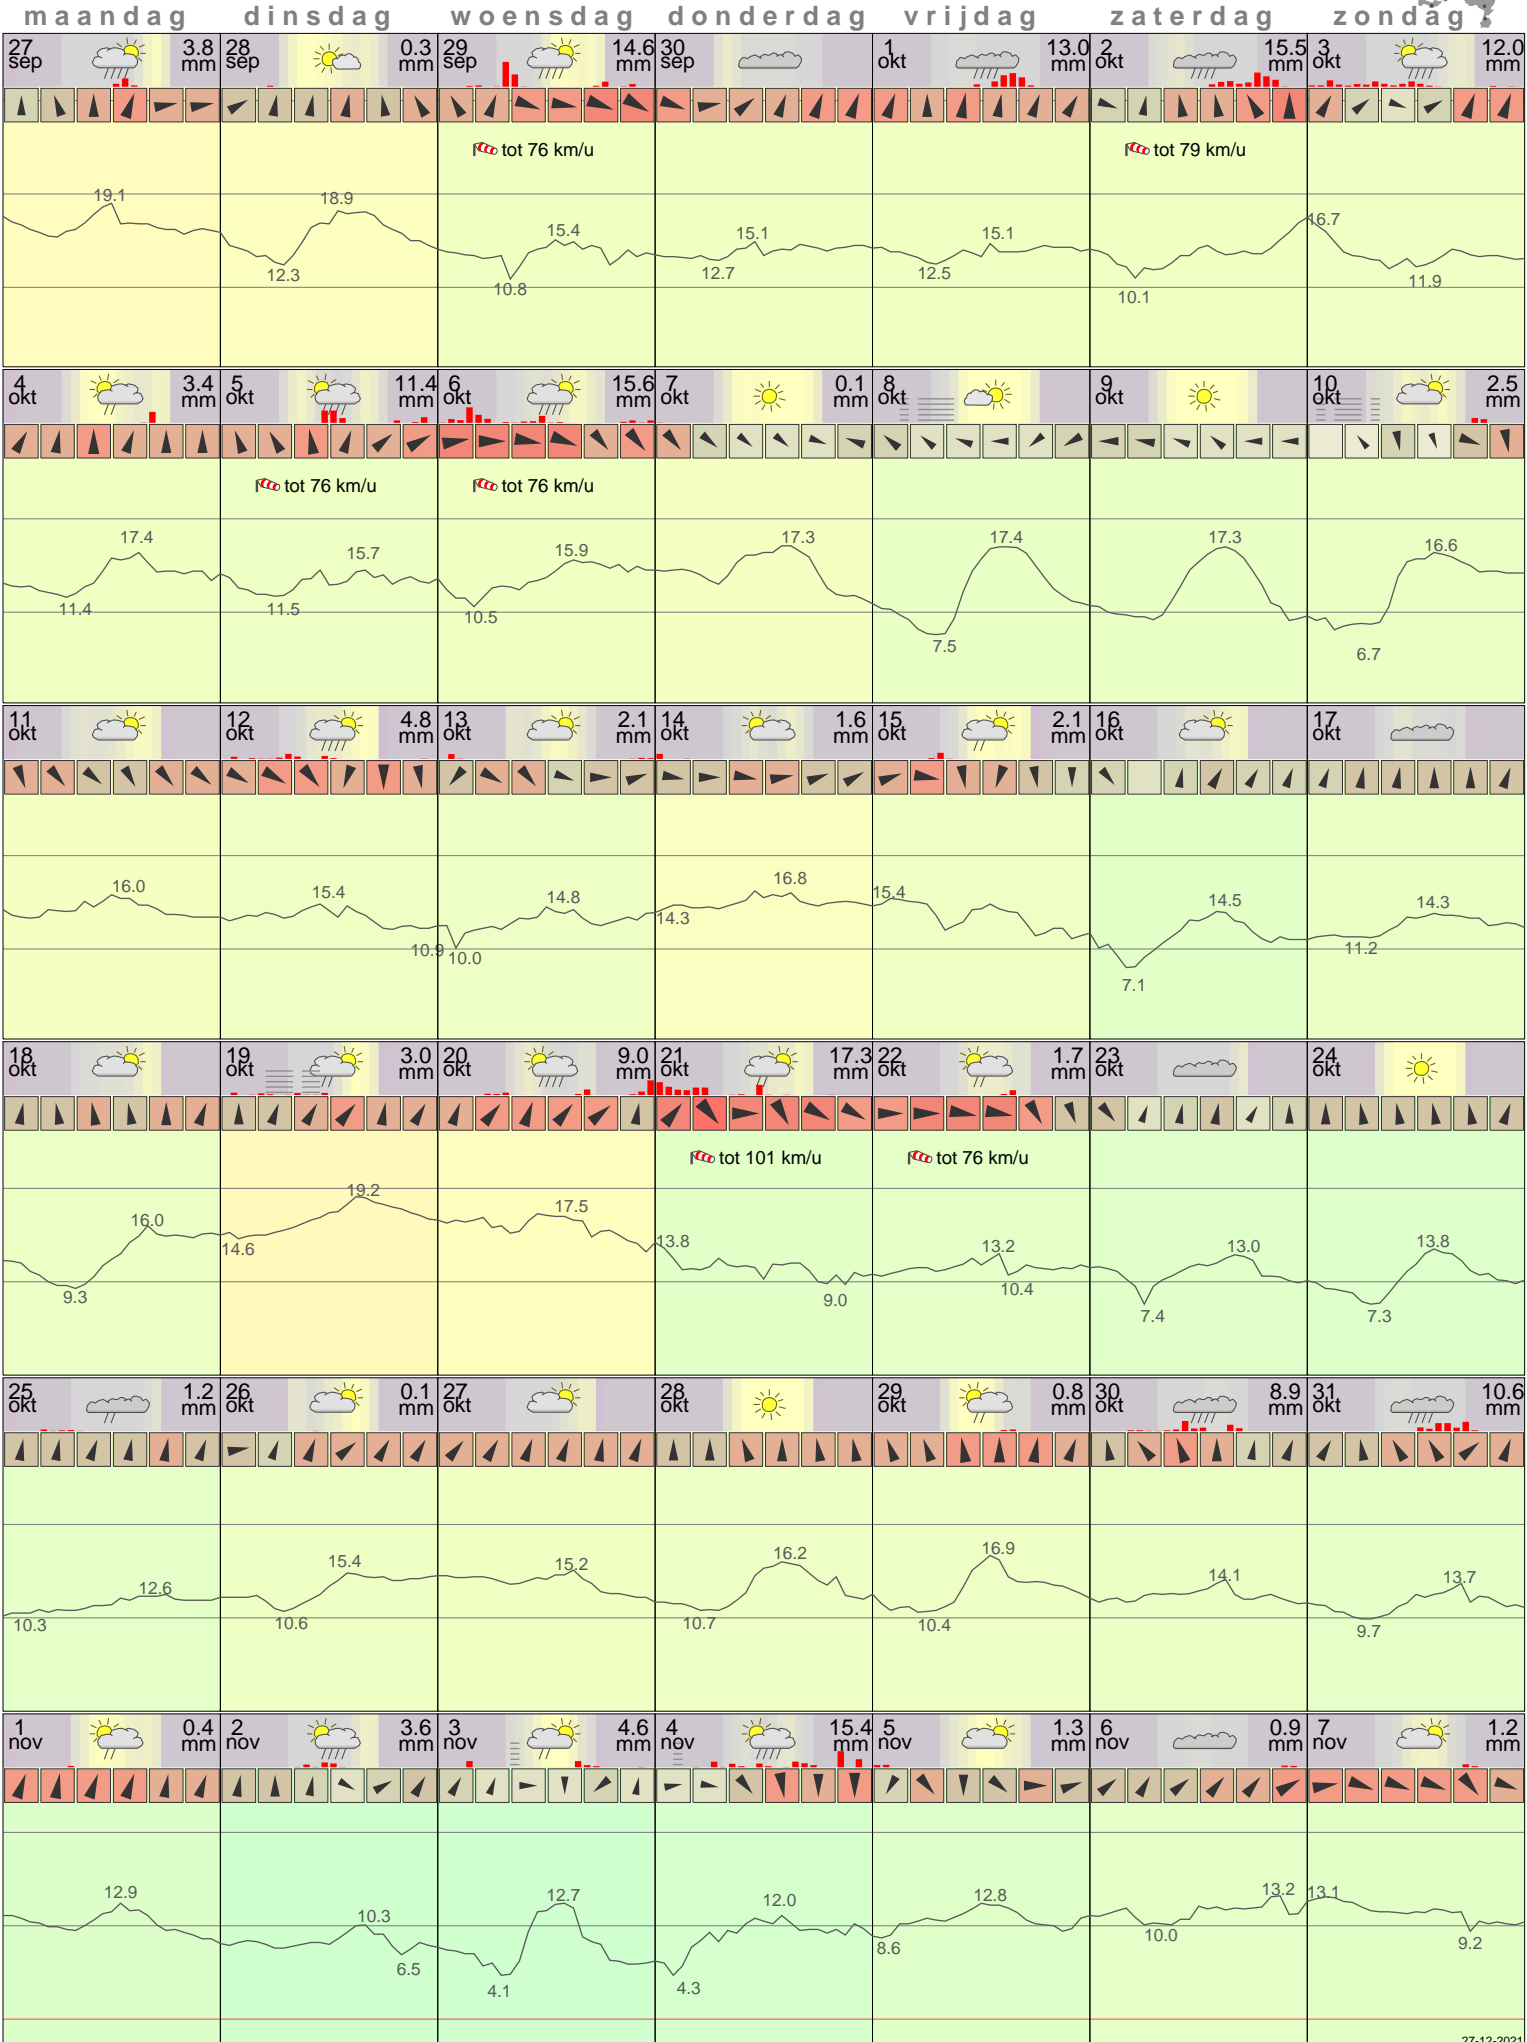 maandag dinsdag woensdag donderdag vrijdag zaterdag zondag
27 3.8 28 0.3 29 14.6 30 1 13.0 2 15.5 3 12.0
sep mm sep mm sep mm sep okt mm okt mm okt mm
tot 76 km/u tot 79 km/u
19.1 18.9 15.4 15.1 15.1 16.7
12.3 10.8 12.7 12.5 10.1 11.9
4 3.4 5 11.4 6 15.6 7 0.1 8 9 10 2.5
okt mm okt mm okt mm okt mm okt okt okt mm
tot 76 km/u tot 76 km/u
17.4 15.7 15.9 17.3 17.4 17.3 16.6
11.4 11.5 10.5 7.5 6.7
11 12 4.8 13 2.1 14 1.6 15 2.1 16 17
okt okt mm okt mm okt mm okt mm okt okt
16.0 15.4 14.8 16.8 15.4 14.5 14.3
10.9 10.0 14.3 7.1 11.2
18 19 3.0 20 9.0 21 17.3 22 1.7 23 24
okt okt mm okt mm okt mm okt mm okt okt
tot 101 km/u tot 76 km/u
16.0 19.2 17.5 13.8 13.2 13.0 13.8
9.3 14.6 9.0 10.4 7.4 7.3
25 1.2 26 0.1 27 28 29 0.8 30 8.9 31 10.6
okt mm okt mm okt okt okt mm okt mm okt mm
12.6 15.4 15.2 16.2 16.9 14.1 13.7
10.3 10.6 10.7 10.4 9.7
1 0.4 2 3.6 3 4.6 4 15.4 5 1.3 6 0.9 7 1.2
nov mm nov mm nov mm nov mm nov mm nov mm nov mm
12.9 10.3 12.7 12.0 12.8 13.2 13.1
6.5 4.1 4.3 8.6 10.0 9.2
27-12-2021